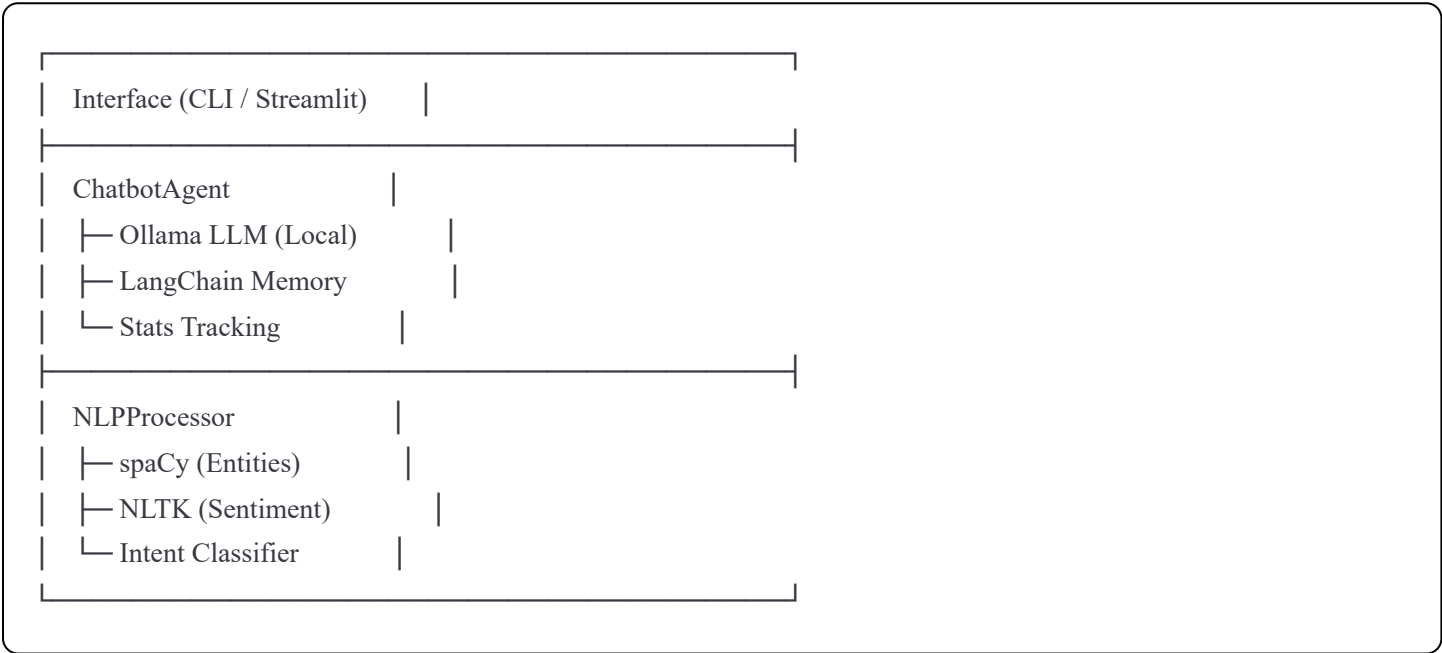 Interface (CLI / Streamlit)
ChatbotAgent
├─ Ollama LLM (Local)
├─ LangChain Memory
└─ Stats Tracking
NLPProcessor
├─ spaCy (Entities)
├─ NLTK (Sentiment)
└─ Intent Classifier